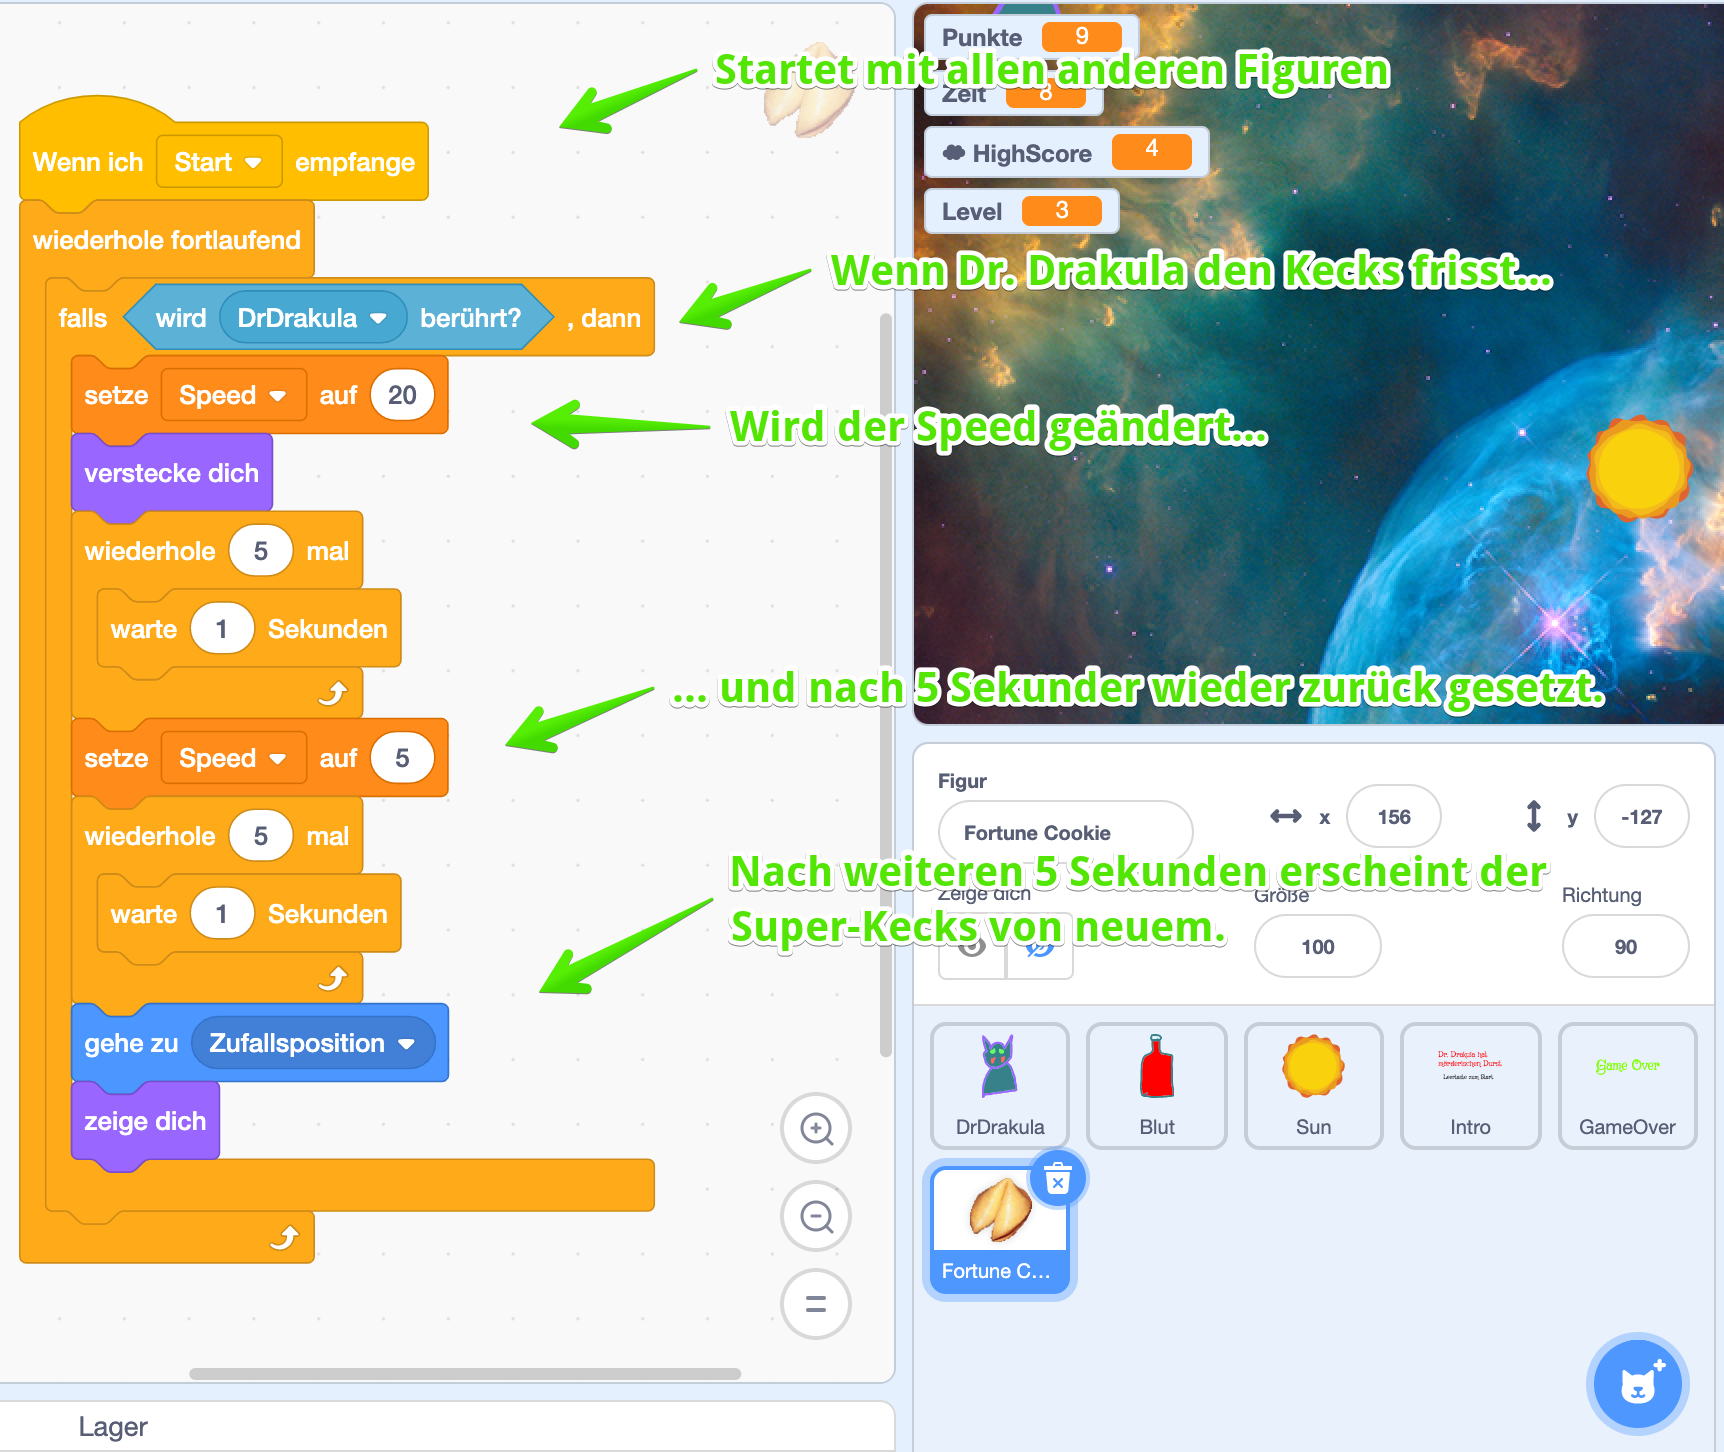 Startet mit allen anderen Figuren
Wenn ich Start empfange
wiederhole fortlaufend
Wenn Dr. Drakula den Kecks frisst...
falls wird DrDrakula berührt? , dann
setze Speed auf 20
Wird der Speed geändert...
verstecke dich
wiederhole 5 mal
warte 1 Sekunden
... und nach 5 Sekunder wieder zurück gesetzt.
setze Speed auf 5
wiederhole 5 mal
Nach weiteren 5 Sekunden erscheint der
Super-Kecks von neuem.
warte 1 Sekunden
gehe zu Zufallsposition
zeige dich
Lager
Punkte 9
Zeit 8
HighScore 4
Level 3
Figur
Fortune Cookie x 156 y -127
Zeige dich Größe Richtung
100 90
Dr. Drakula hat
mörderischen Durst
Leertaste zum Start
Game Over
DrDrakula Blut Sun Intro GameOver
Fortune C...